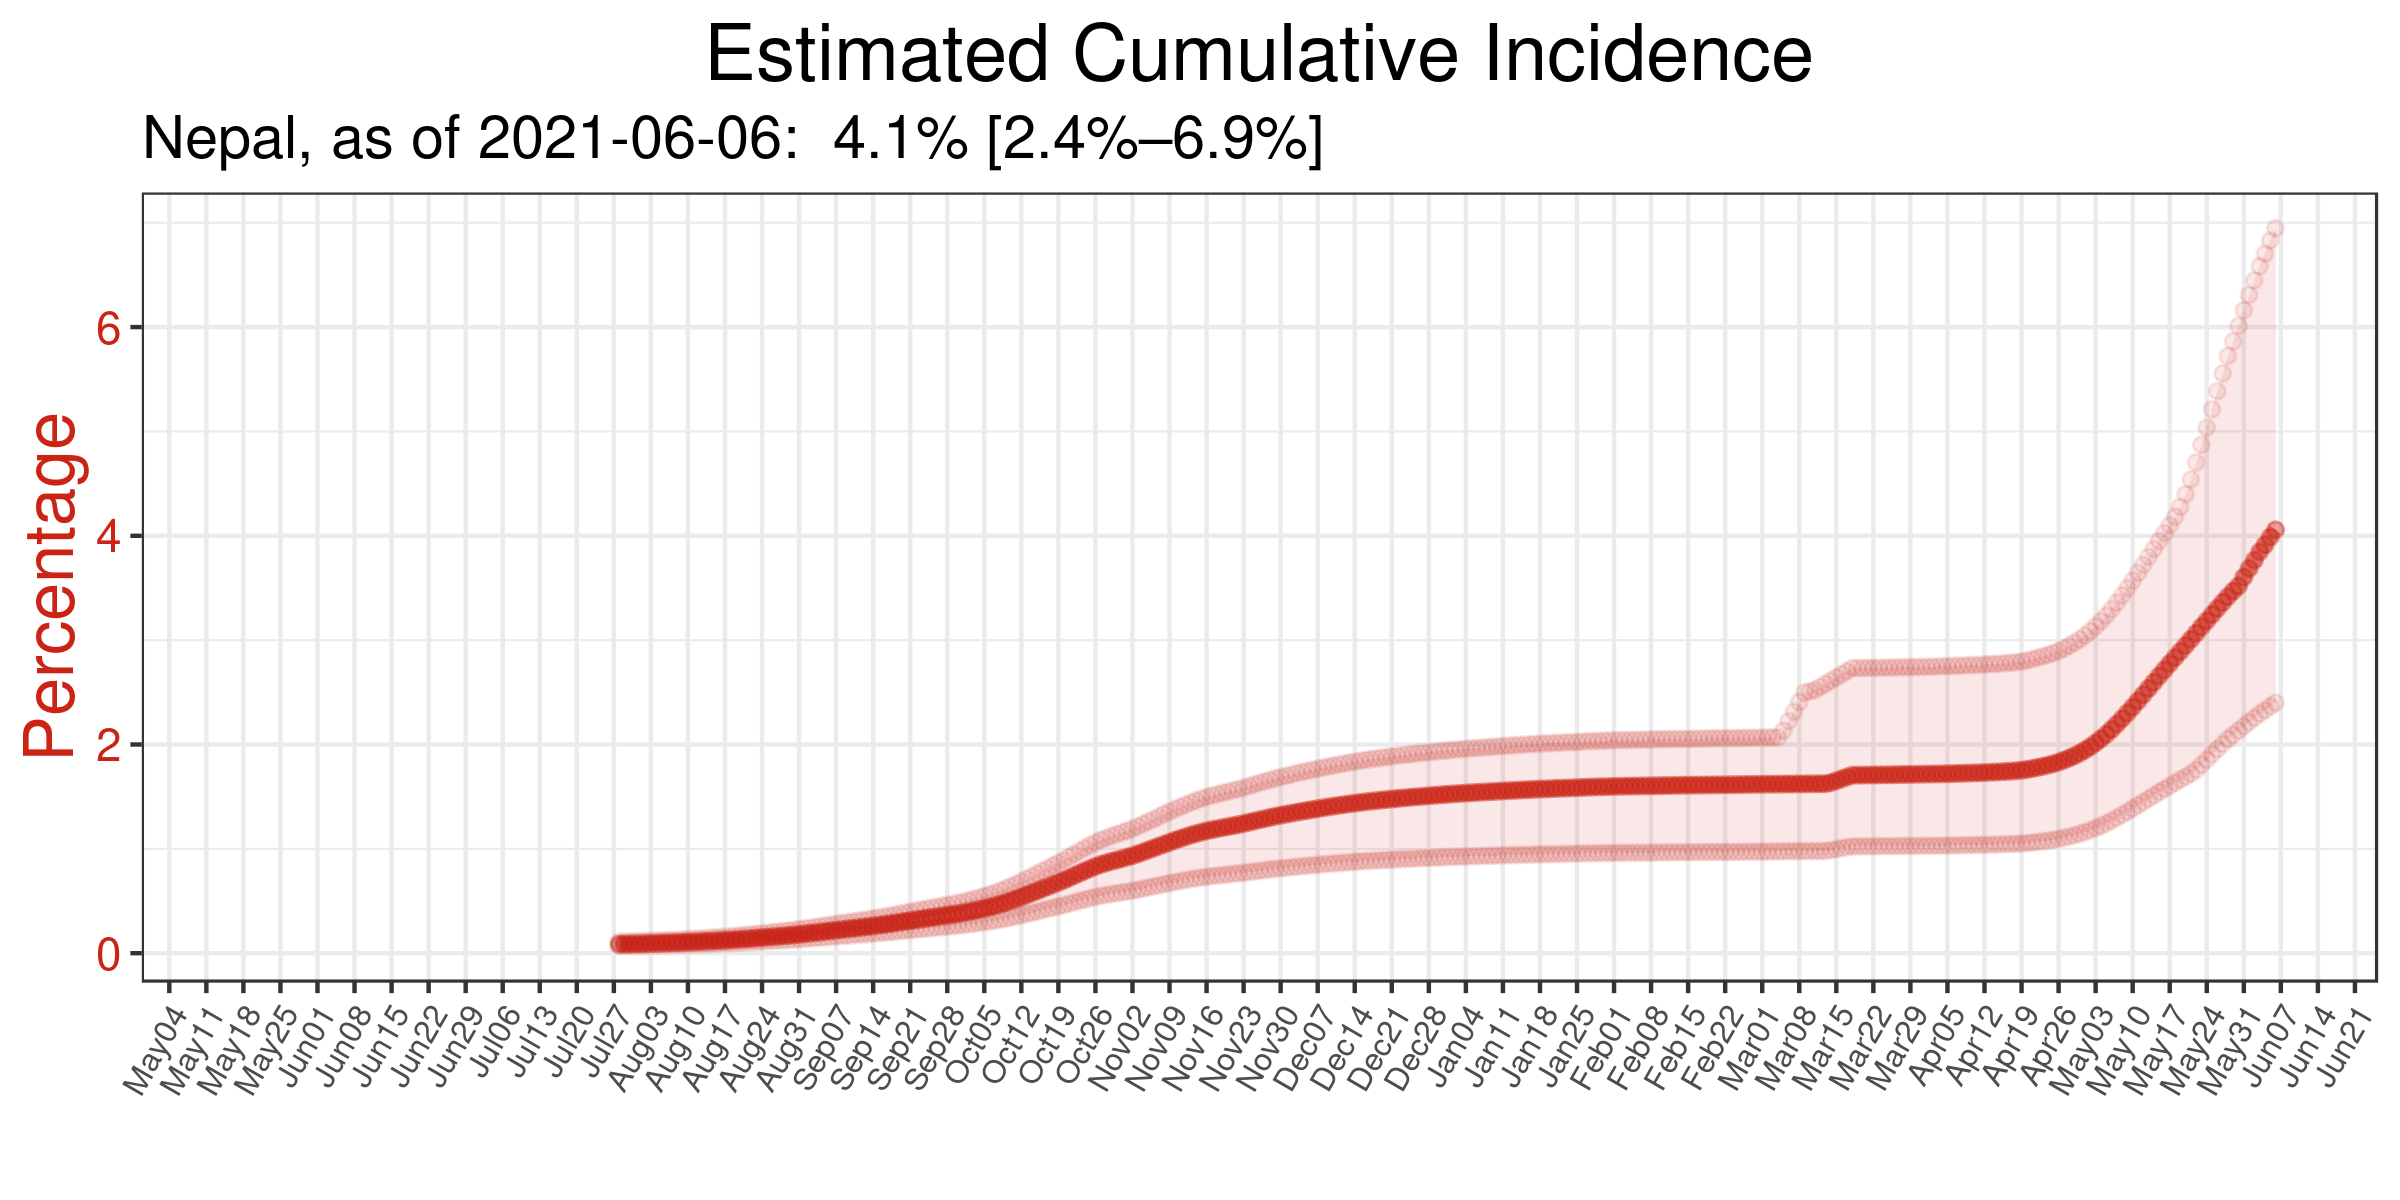 Estimated Cumulative Incidence
Nepal, as of 2021-06-06:  4.1% [2.4%–6.9%]
Percentage
6
4
2
0
May04
May11
May18
May25
Jun01
Jun08
Jun15
Jun22
Jun29
Jul06
Jul13
Jul20
Jul27
Aug03
Aug10
Aug17
Aug24
Aug31
Sep07
Sep14
Sep21
Sep28
Oct05
Oct12
Oct19
Oct26
Nov02
Nov09
Nov16
Nov23
Nov30
Dec07
Dec14
Dec21
Dec28
Jan04
Jan11
Jan18
Jan25
Feb01
Feb08
Feb15
Feb22
Mar01
Mar08
Mar15
Mar22
Mar29
Apr05
Apr12
Apr19
Apr26
May03
May10
May17
May24
May31
Jun07
Jun14
Jun21